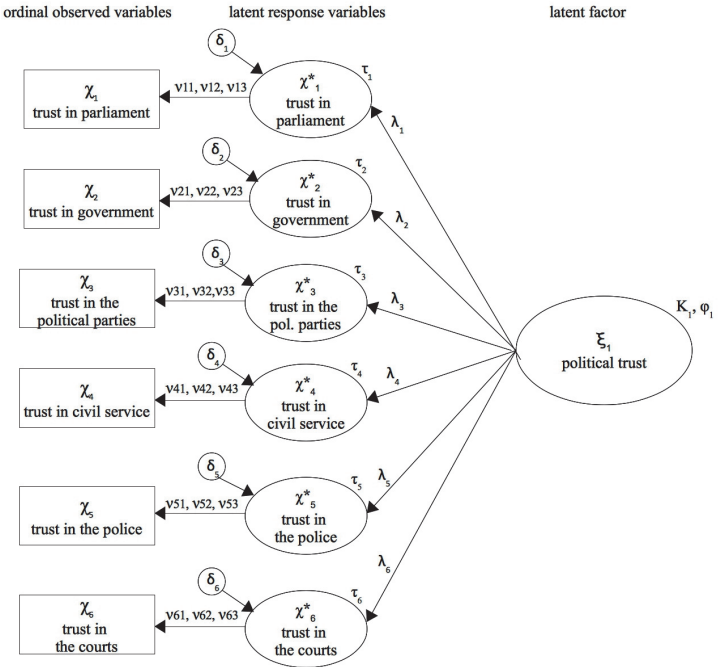 ordinal observed variables
latent response variables
latent factor
δ₁
χ₁
trust in parliament
ν11, ν12, ν13
χ*₁
trust in
parliament
τ₁
λ₁
δ₂
χ₂
trust in government
ν21, ν22, ν23
χ*₂
trust in
government
τ₂
λ₂
δ₃
χ₃
trust in the
political parties
ν31, ν32,ν33
χ*₃
trust in the
pol. parties
τ₃
λ₃
K₁, φ₁
ξ₁
political trust
δ₄
χ₄
trust in civil service
ν41, ν42, ν43
χ*₄
trust in
civil service
τ₄
λ₄
δ₅
χ₅
trust in the police
ν51, ν52, ν53
χ*₅
trust in
the police
τ₅
λ₅
δ₆
χ₆
trust in
the courts
ν61, ν62, ν63
χ*₆
trust in
the courts
τ₆
λ₆